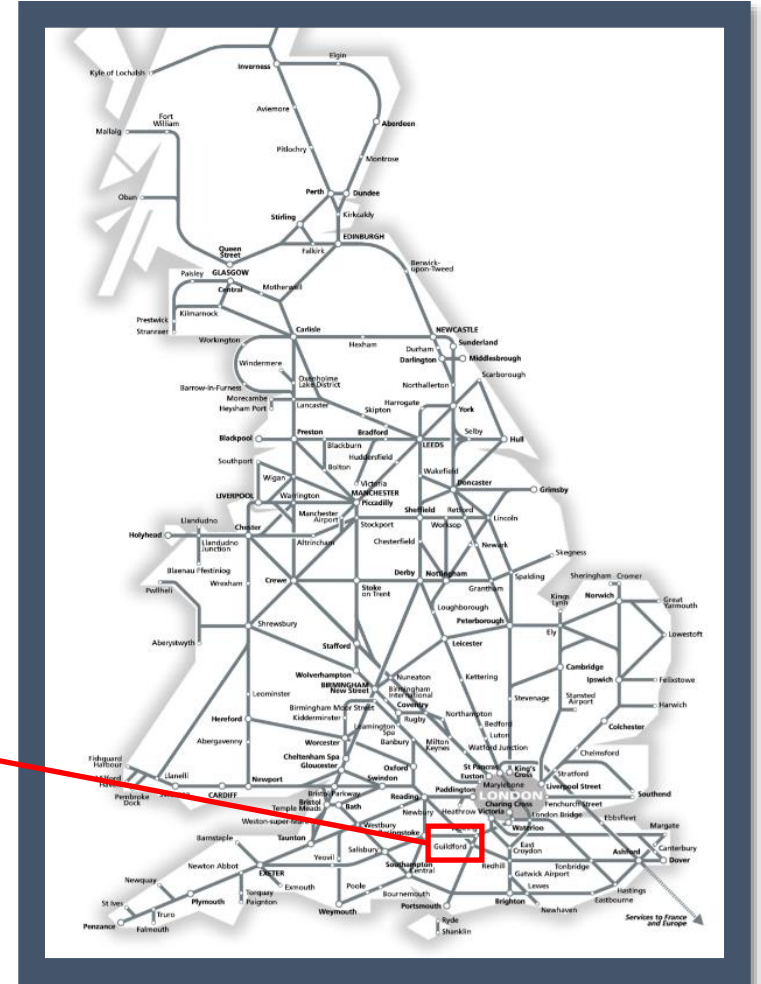 Elgin
Inverness
Kyle of Lochalsh
Aviemore
Fort
William
Aberdeen
Mallaig
Pitlochry
Montrose
Perth
Dundee
Oban
Stirling
Kirkcaldy
EDINBURGH
Queen
Street
Falkirk
Berwick-
upon-Tweed
Paisley
GLASGOW
Central
Motherwell
Prestwick
Kilmarnock
Stranraer
Carlisle
NEWCASTLE
Workington
Hexham
Sunderland
Durham
Darlington
Middlesbrough
Windermere
Scarborough
Oxenholme
Lake District
Barrow-in-Furness
Northallerton
Morecambe
Heysham Port
Lancaster
Harrogate
York
Skipton
Blackpool
Preston
Bradford
Selby
Hull
Blackburn
LEEDS
Huddersfield
Southport
Bolton
Wakefield
Wigan
Victoria
Doncaster
MANCHESTER
Grimsby
LIVERPOOL
Warrington
Piccadilly
Manchester
Airport
Sheffield
Retford
Lincoln
Llandudno
Chester
Stockport
Worksop
Holyhead
Llandudno
Junction
Altrincham
Chesterfield
Newark
Skegness
Blaenau Ffestiniog
Derby
Nottingham
Pwllheli
Wrexham
Crewe
Stoke
on Trent
Grantham
Spalding
Sheringham
Cromer
Kings
Lynn
Norwich
Great
Yarmouth
Loughborough
Shrewsbury
Peterborough
Ely
Lowestoft
Aberystwyth
Stafford
Leicester
Wolverhampton
Cambridge
BIRMINGHAM
New Street
Nuneaton
Kettering
Ipswich
Felixstowe
Birmingham
International
Leominster
Stevenage
Stansted
Airport
Birmingham Moor Street
Coventry
Harwich
Hereford
Kidderminster
Rugby
Northampton
Bedford
Colchester
Leamington
Spa
Luton
Abergavenny
Worcester
Banbury
Milton
Keynes
Watford Junction
Chelmsford
Fishguard
Harbour
Cheltenham Spa
Gloucester
Oxford
St Pancras
King's
Cross
Euston
Stratford
Llanelli
Newport
Swindon
Marylebone
Liverpool Street
Pembroke
Dock
CARDIFF
Bristol Parkway
Reading
Paddington
LONDON
Southend
Bristol
Temple Meads
Bath
Newbury
Heathrow
Victoria
Charing Cross
Fenchurch Street
London Bridge
Ebbsfleet
Westbury
Waterloo
Margate
Barnstaple
Taunton
Salisbury
Guildford
East
Croydon
Canterbury
Yeovil
Southampton
Central
Redhill
Tonbridge
Ashford
Dover
Newton Abbot
EXETER
Gatwick Airport
Newquay
Exmouth
Poole
Lewes
Hastings
Torquay
Paignton
Bournemouth
Eastbourne
St Ives
Plymouth
Weymouth
Portsmouth
Brighton
Newhaven
Truro
Ryde
Services to France
and Europe
Penzance
Falmouth
Shanklin